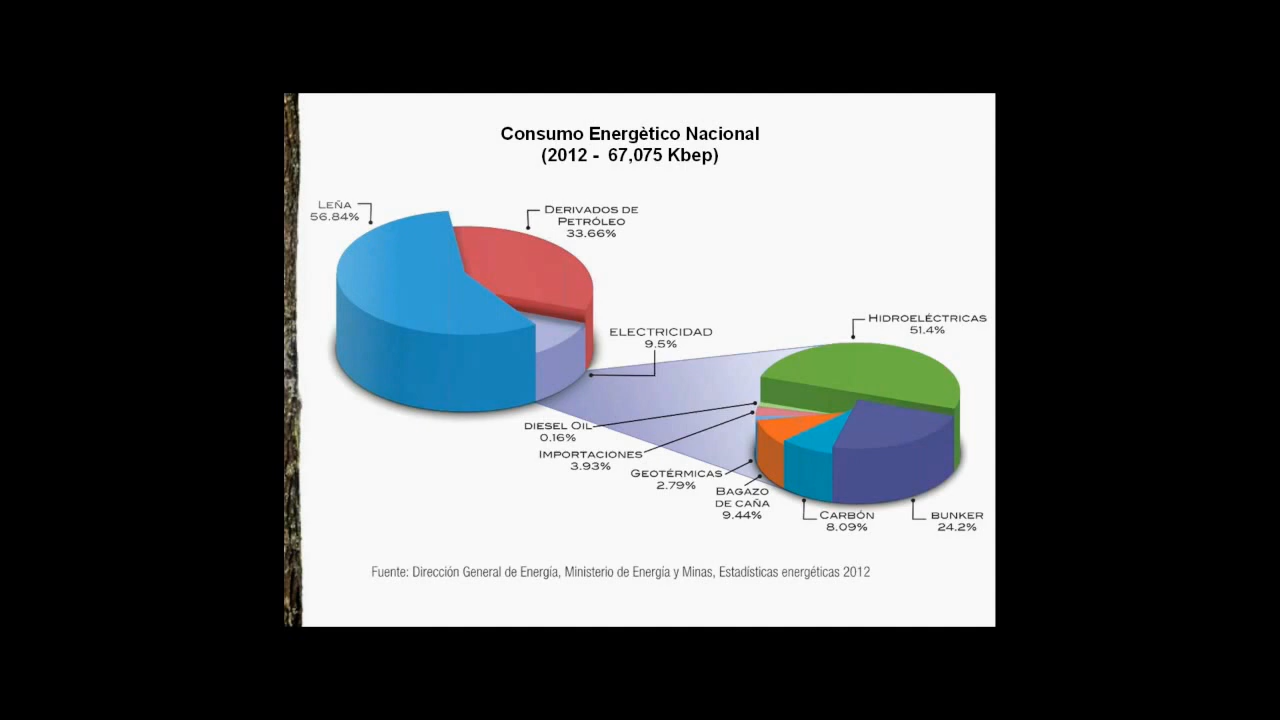 Consumo Energètico Nacional
(2012 - 67,075 Kbep)
LEÑA
56.84%
DERIVADOS DE
PETRÓLEO
33.66%
ELECTRICIDAD
9.5%
HIDROELÉCTRICAS
51.4%
DIESEL OIL
0.16%
IMPORTACIONES
3.93%
GEOTÉRMICAS
2.79%
BAGAZO
DE CAÑA
9.44%
CARBÓN
8.09%
BUNKER
24.2%
Fuente: Dirección General de Energía, Ministerio de Energía y Minas, Estadísticas energéticas 2012